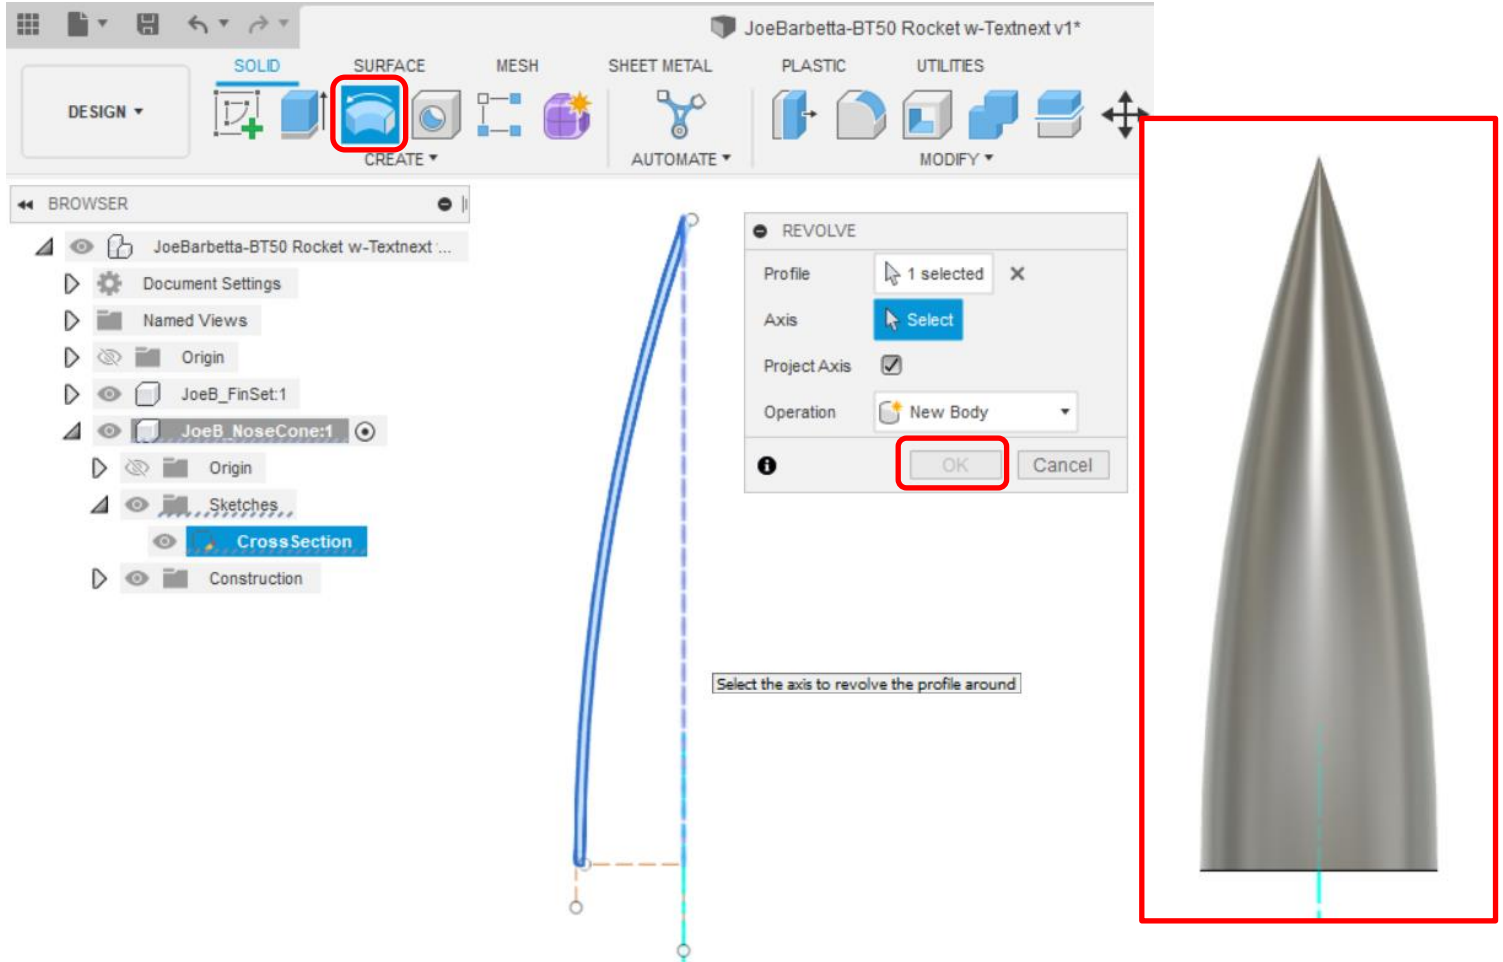 JoeBarbetta-BT50 Rocket w-Textnext v1*
SOLID SURFACE MESH SHEET METAL PLASTIC UTILITIES
DESIGN
CREATE AUTOMATE MODIFY
BROWSER
JoeBarbetta-BT50 Rocket w-Textnext ...
Document Settings
Named Views
Origin
JoeB_FinSet:1
JoeB_NoseCone:1
Origin
Sketches
CrossSection
Construction
REVOLVE
Profile 1 selected
Axis Select
Project Axis
Operation New Body
OK Cancel
Select the axis to revolve the profile around